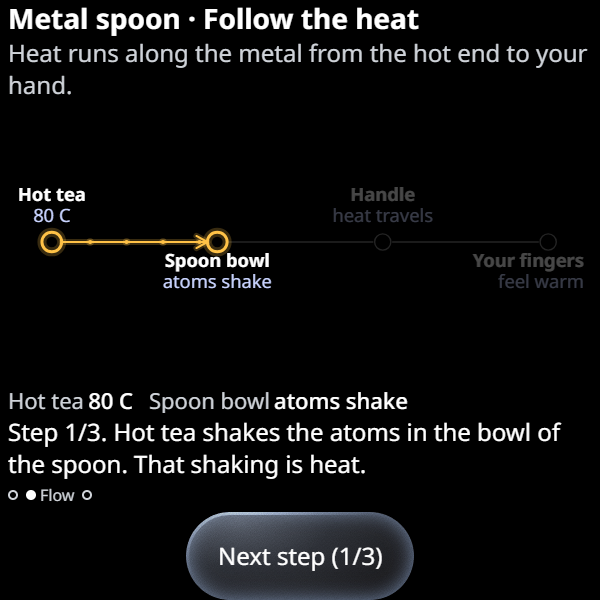 Metal spoon · Follow the heat
Heat runs along the metal from the hot end to your
hand.
Hot tea
80 C
Handle
heat travels
Spoon bowl
atoms shake
Your fingers
feel warm
Hot tea 80 C Spoon bowl atoms shake
Step 1/3. Hot tea shakes the atoms in the bowl of
the spoon. That shaking is heat.
Flow
Next step (1/3)